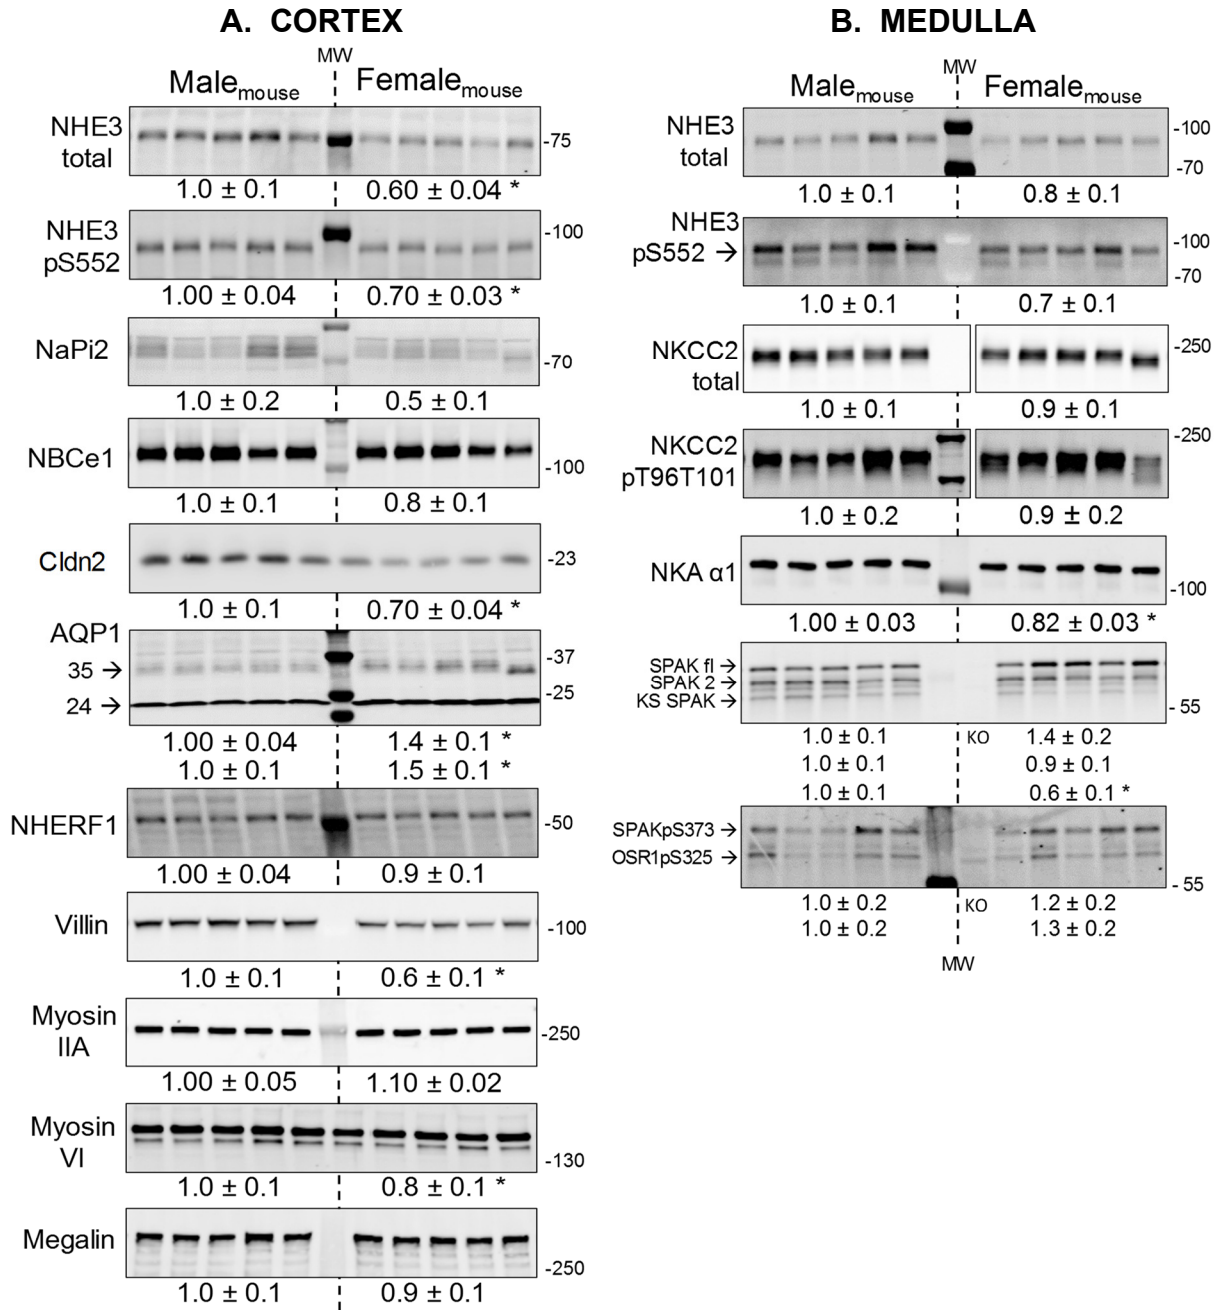 A. CORTEX
MW
Male mouse
Female mouse
NHE3
total
-75
1.0 ± 0.1
0.60 ± 0.04 *
NHE3
pS552
-100
1.00 ± 0.04
0.70 ± 0.03 *
NaPi2
-70
1.0 ± 0.2
0.5 ± 0.1
NBCe1
-100
1.0 ± 0.1
0.8 ± 0.1
Cldn2
-23
1.0 ± 0.1
0.70 ± 0.04 *
AQP1
35 →
24 →
-37
-25
1.00 ± 0.04
1.4 ± 0.1 *
1.0 ± 0.1
1.5 ± 0.1 *
NHERF1
-50
1.00 ± 0.04
0.9 ± 0.1
Villin
-100
1.0 ± 0.1
0.6 ± 0.1 *
Myosin
IIA
-250
1.00 ± 0.05
1.10 ± 0.02
Myosin
VI
-130
1.0 ± 0.1
0.8 ± 0.1 *
Megalin
-250
1.0 ± 0.1
0.9 ± 0.1
B. MEDULLA
MW
Male mouse
Female mouse
NHE3
total
-100
-70
1.0 ± 0.1
0.8 ± 0.1
NHE3
pS552 →
-100
-70
1.0 ± 0.1
0.7 ± 0.1
NKCC2
total
-250
1.0 ± 0.1
0.9 ± 0.1
NKCC2
pT96T101
-250
1.0 ± 0.2
0.9 ± 0.2
NKA α1
-100
1.00 ± 0.03
0.82 ± 0.03 *
SPAK fl →
SPAK 2 →
KS SPAK →
- 55
1.0 ± 0.1
KO
1.4 ± 0.2
1.0 ± 0.1
0.9 ± 0.1
1.0 ± 0.1
0.6 ± 0.1 *
SPAKpS373 →
OSR1pS325 →
- 55
1.0 ± 0.2
KO
1.2 ± 0.2
1.0 ± 0.2
1.3 ± 0.2
MW